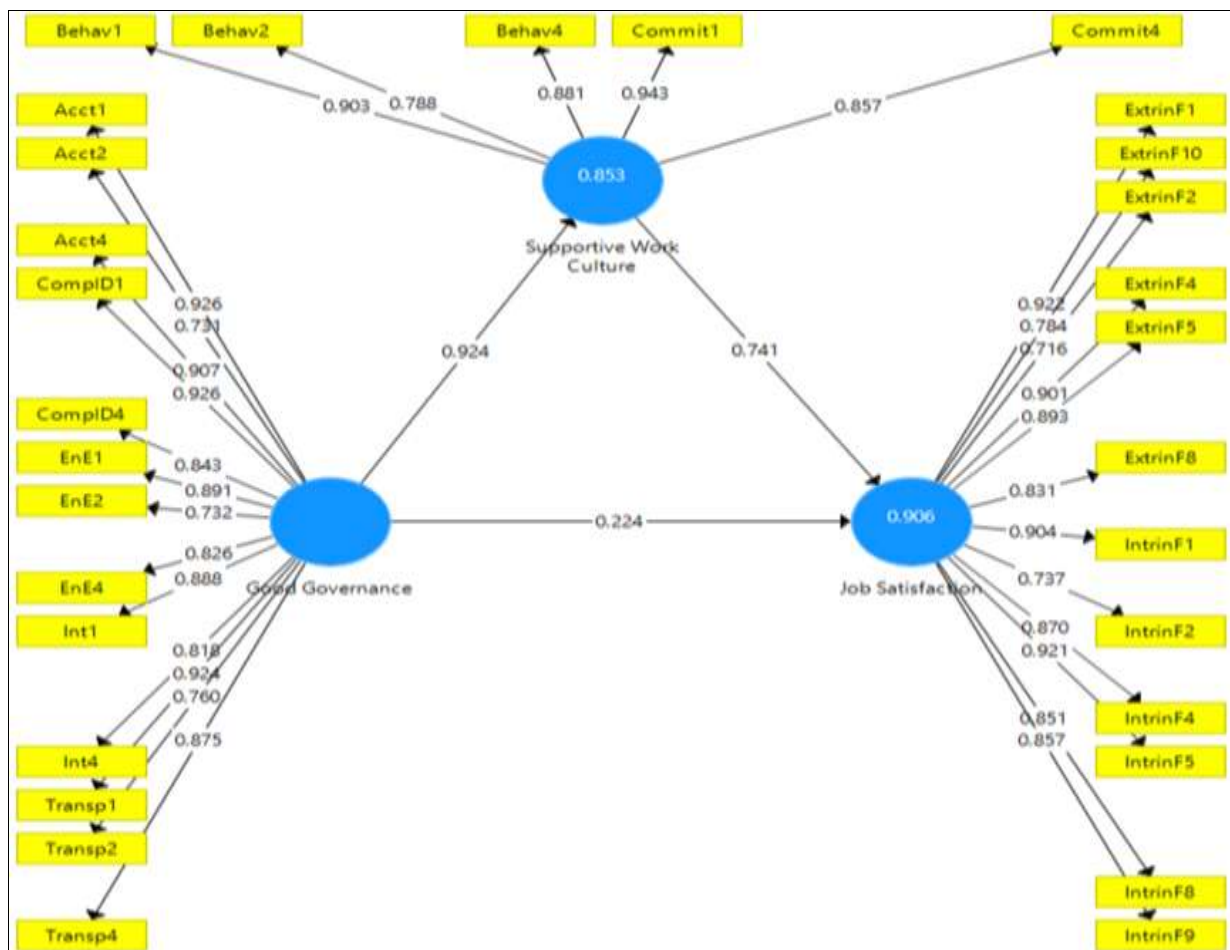 Behav1
Behav2
Behav4
Commit1
Commit4
0.903
0.788
0.881
0.943
0.857
Acct1
Acct2
Acct4
CompID1
CompID4
EnE1
EnE2
EnE4
Int1
Int4
Transp1
Transp2
Transp4
0.926
0.731
0.907
0.926
0.843
0.891
0.732
0.826
0.888
0.818
0.924
0.760
0.875
0.853
Supportive Work
Culture
0.924
0.741
Good Governance
0.224
0.906
Job Satisfaction
0.922
0.784
0.716
0.901
0.893
0.831
0.904
0.737
0.870
0.921
0.851
0.857
ExtrinF1
ExtrinF10
ExtrinF2
ExtrinF4
ExtrinF5
ExtrinF8
IntrinF1
IntrinF2
IntrinF4
IntrinF5
IntrinF8
IntrinF9